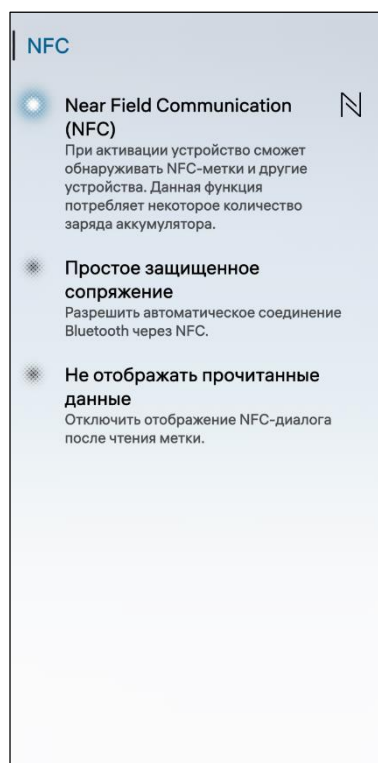 NFC
Near Field Communication
(NFC)
При активации устройство сможет
обнаруживать NFC-метки и другие
устройства. Данная функция
потребляет некоторое количество
заряда аккумулятора.
Простое защищенное
сопряжение
Разрешить автоматическое соединение
Bluetooth через NFC.
Не отображать прочитанные
данные
Отключить отображение NFC-диалога
после чтения метки.